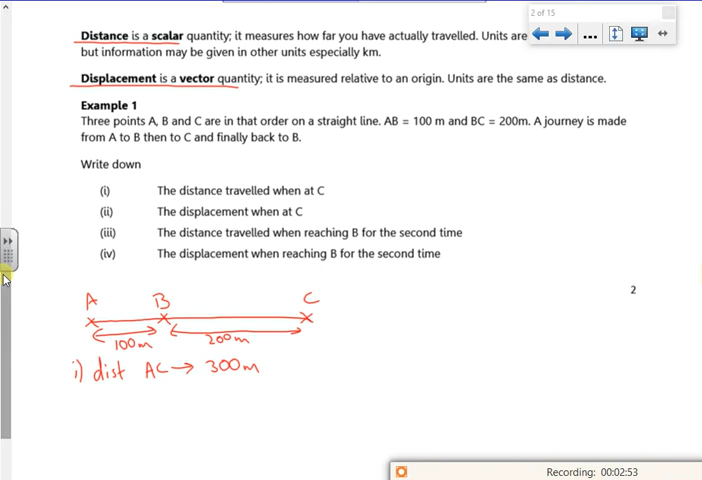 2 of 15
Distance is a scalar quantity; it measures how far you have actually travelled. Units are
but information may be given in other units especially km.
Displacement is a vector quantity; it is measured relative to an origin. Units are the same as distance.
Example 1
Three points A, B and C are in that order on a straight line. AB = 100 m and BC = 200m. A journey is made
from A to B then to C and finally back to B.
Write down
(i) The distance travelled when at C
(ii) The displacement when at C
(iii) The distance travelled when reaching B for the second time
(iv) The displacement when reaching B for the second time
2
A B C
100m 200m
i) dist AC → 300m
Recording: 00:02:53